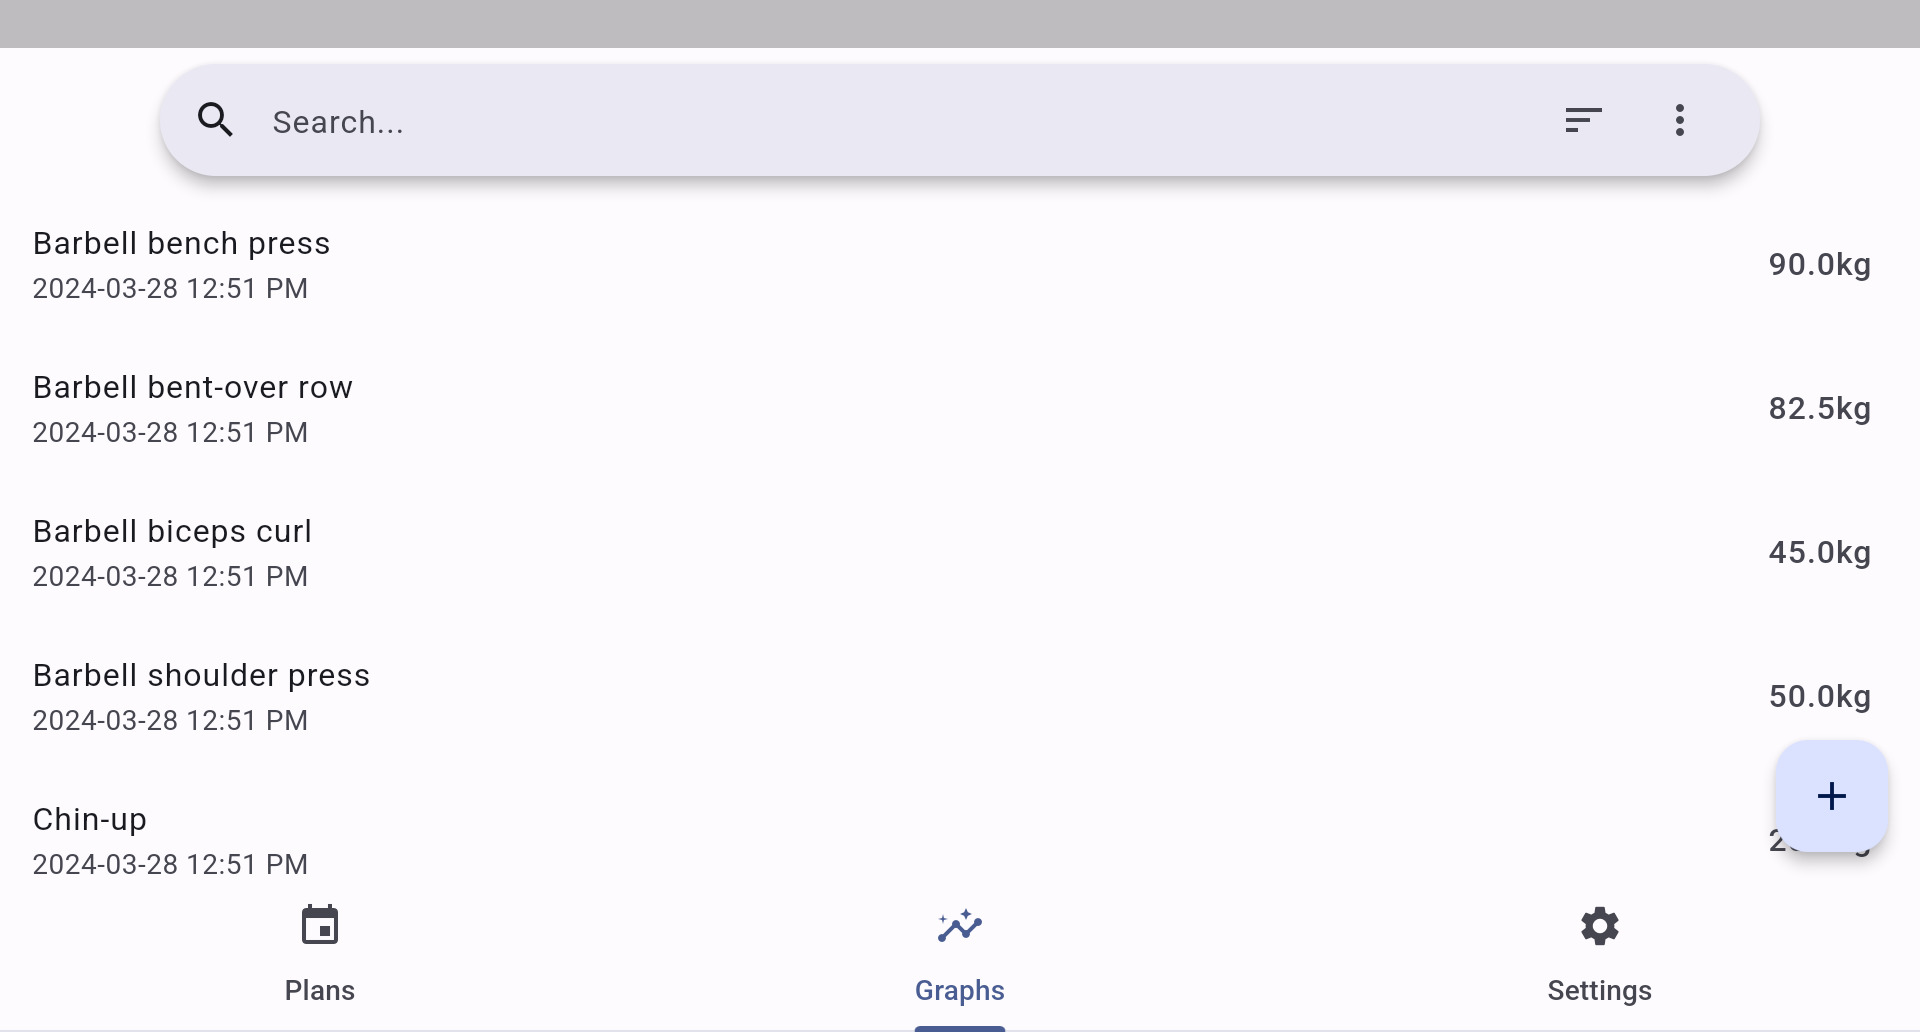 Search...
Barbell bench press
2024-03-28 12:51 PM
90.0kg
Barbell bent-over row
2024-03-28 12:51 PM
82.5kg
Barbell biceps curl
2024-03-28 12:51 PM
45.0kg
Barbell shoulder press
2024-03-28 12:51 PM
50.0kg
Chin-up
2024-03-28 12:51 PM
Plans
Graphs
Settings